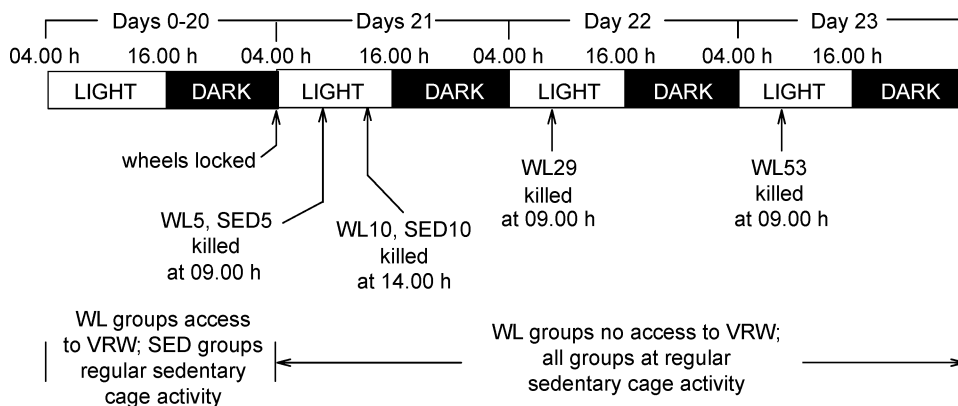 Days 0-20 Days 21 Day 22 Day 23
04.00 h 16.00 h 04.00 h 16.00 h 04.00 h 16.00 h 04.00 h 16.00 h
LIGHT DARK LIGHT DARK LIGHT DARK LIGHT DARK
wheels locked
WL5, SED5
killed
at 09.00 h
WL10, SED10
killed
at 14.00 h
WL29
killed
at 09.00 h
WL53
killed
at 09.00 h
WL groups access
to VRW; SED groups
regular sedentary
cage activity
WL groups no access to VRW;
all groups at regular
sedentary cage activity